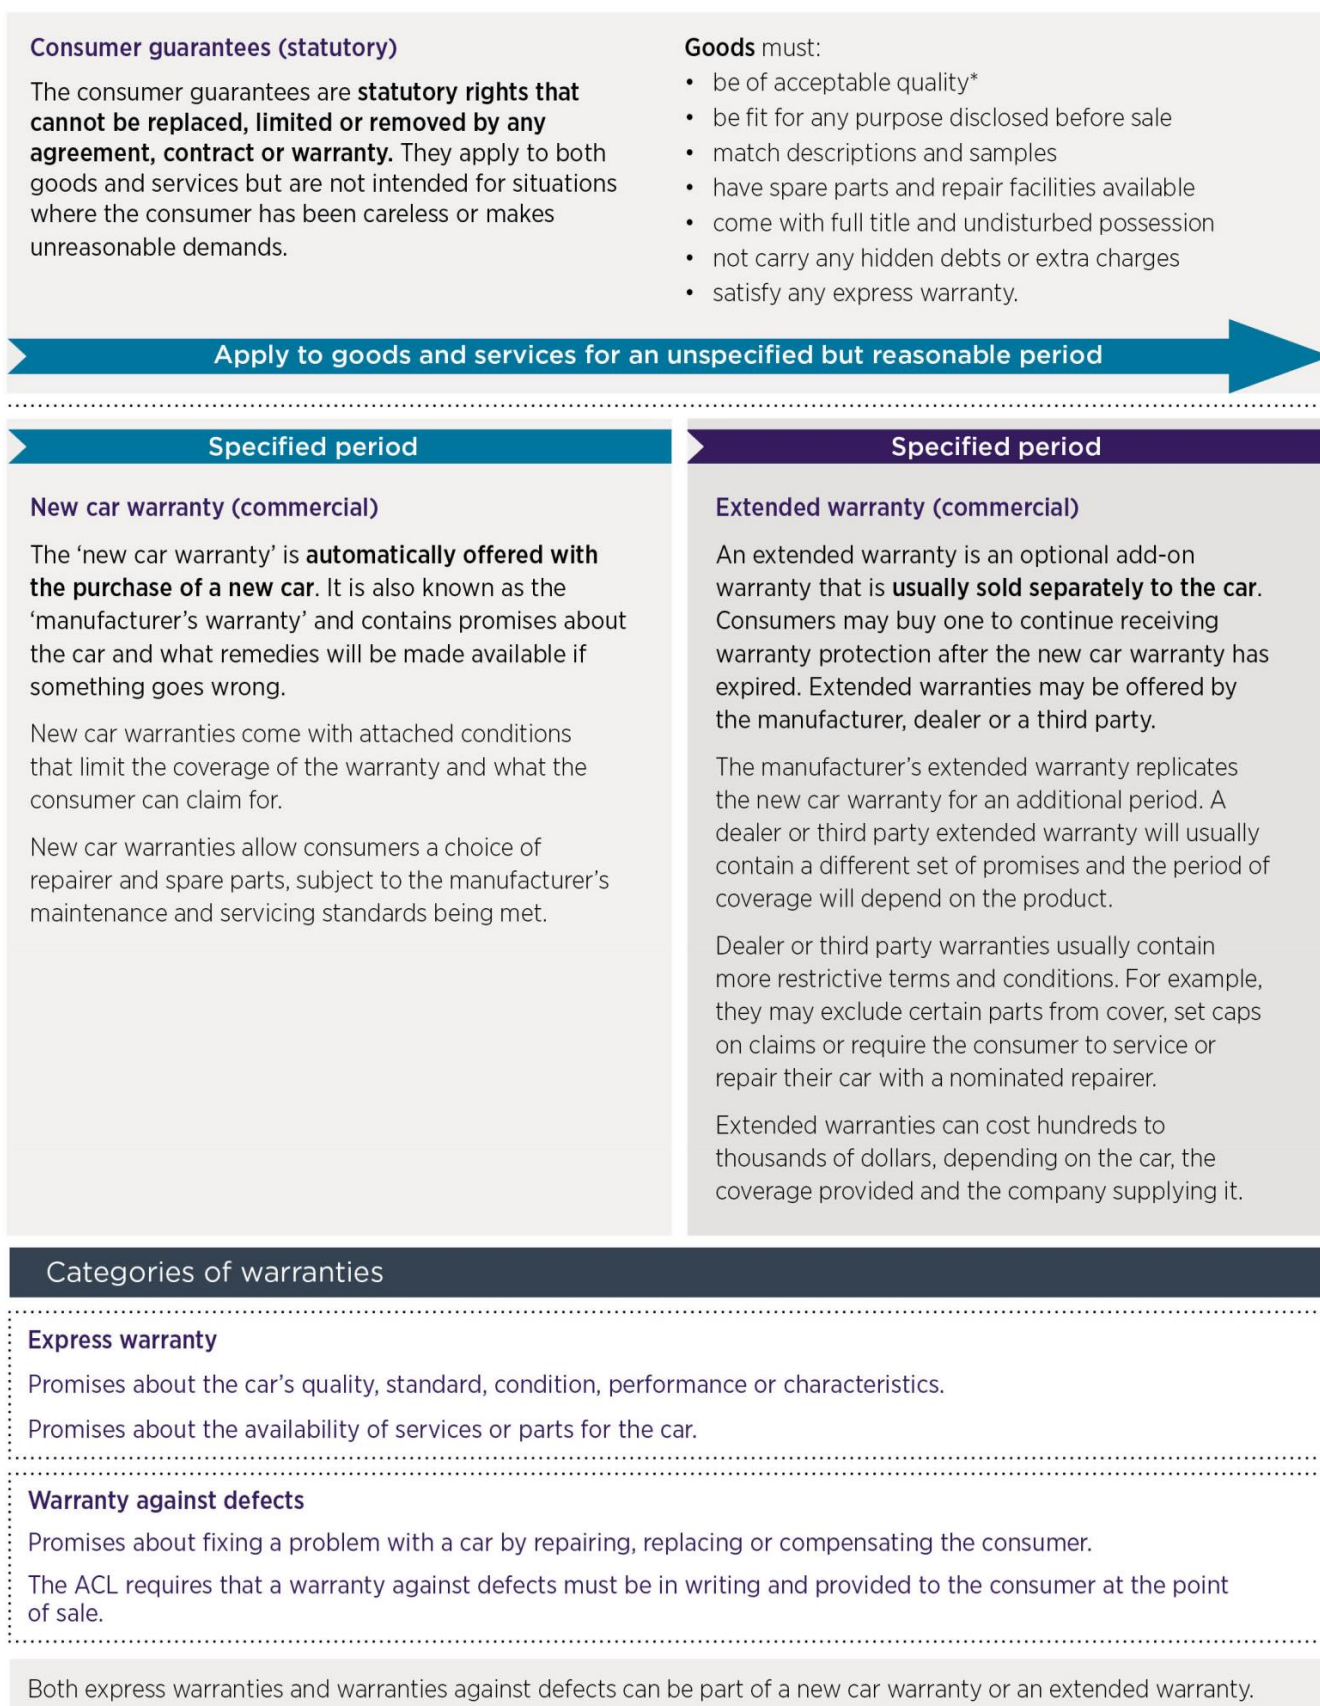 Consumer guarantees (statutory)
The consumer guarantees are statutory rights that
cannot be replaced, limited or removed by any
agreement, contract or warranty. They apply to both
goods and services but are not intended for situations
where the consumer has been careless or makes
unreasonable demands.
Goods must:
• be of acceptable quality*
• be fit for any purpose disclosed before sale
• match descriptions and samples
• have spare parts and repair facilities available
• come with full title and undisturbed possession
• not carry any hidden debts or extra charges
• satisfy any express warranty.
Apply to goods and services for an unspecified but reasonable period
Specified period
New car warranty (commercial)
The ‘new car warranty’ is automatically offered with
the purchase of a new car. It is also known as the
‘manufacturer’s warranty’ and contains promises about
the car and what remedies will be made available if
something goes wrong.
New car warranties come with attached conditions
that limit the coverage of the warranty and what the
consumer can claim for.
New car warranties allow consumers a choice of
repairer and spare parts, subject to the manufacturer’s
maintenance and servicing standards being met.
Specified period
Extended warranty (commercial)
An extended warranty is an optional add-on
warranty that is usually sold separately to the car.
Consumers may buy one to continue receiving
warranty protection after the new car warranty has
expired. Extended warranties may be offered by
the manufacturer, dealer or a third party.
The manufacturer’s extended warranty replicates
the new car warranty for an additional period. A
dealer or third party extended warranty will usually
contain a different set of promises and the period of
coverage will depend on the product.
Dealer or third party warranties usually contain
more restrictive terms and conditions. For example,
they may exclude certain parts from cover, set caps
on claims or require the consumer to service or
repair their car with a nominated repairer.
Extended warranties can cost hundreds to
thousands of dollars, depending on the car, the
coverage provided and the company supplying it.
Categories of warranties
Express warranty
Promises about the car’s quality, standard, condition, performance or characteristics.
Promises about the availability of services or parts for the car.
Warranty against defects
Promises about fixing a problem with a car by repairing, replacing or compensating the consumer.
The ACL requires that a warranty against defects must be in writing and provided to the consumer at the point
of sale.
Both express warranties and warranties against defects can be part of a new car warranty or an extended warranty.